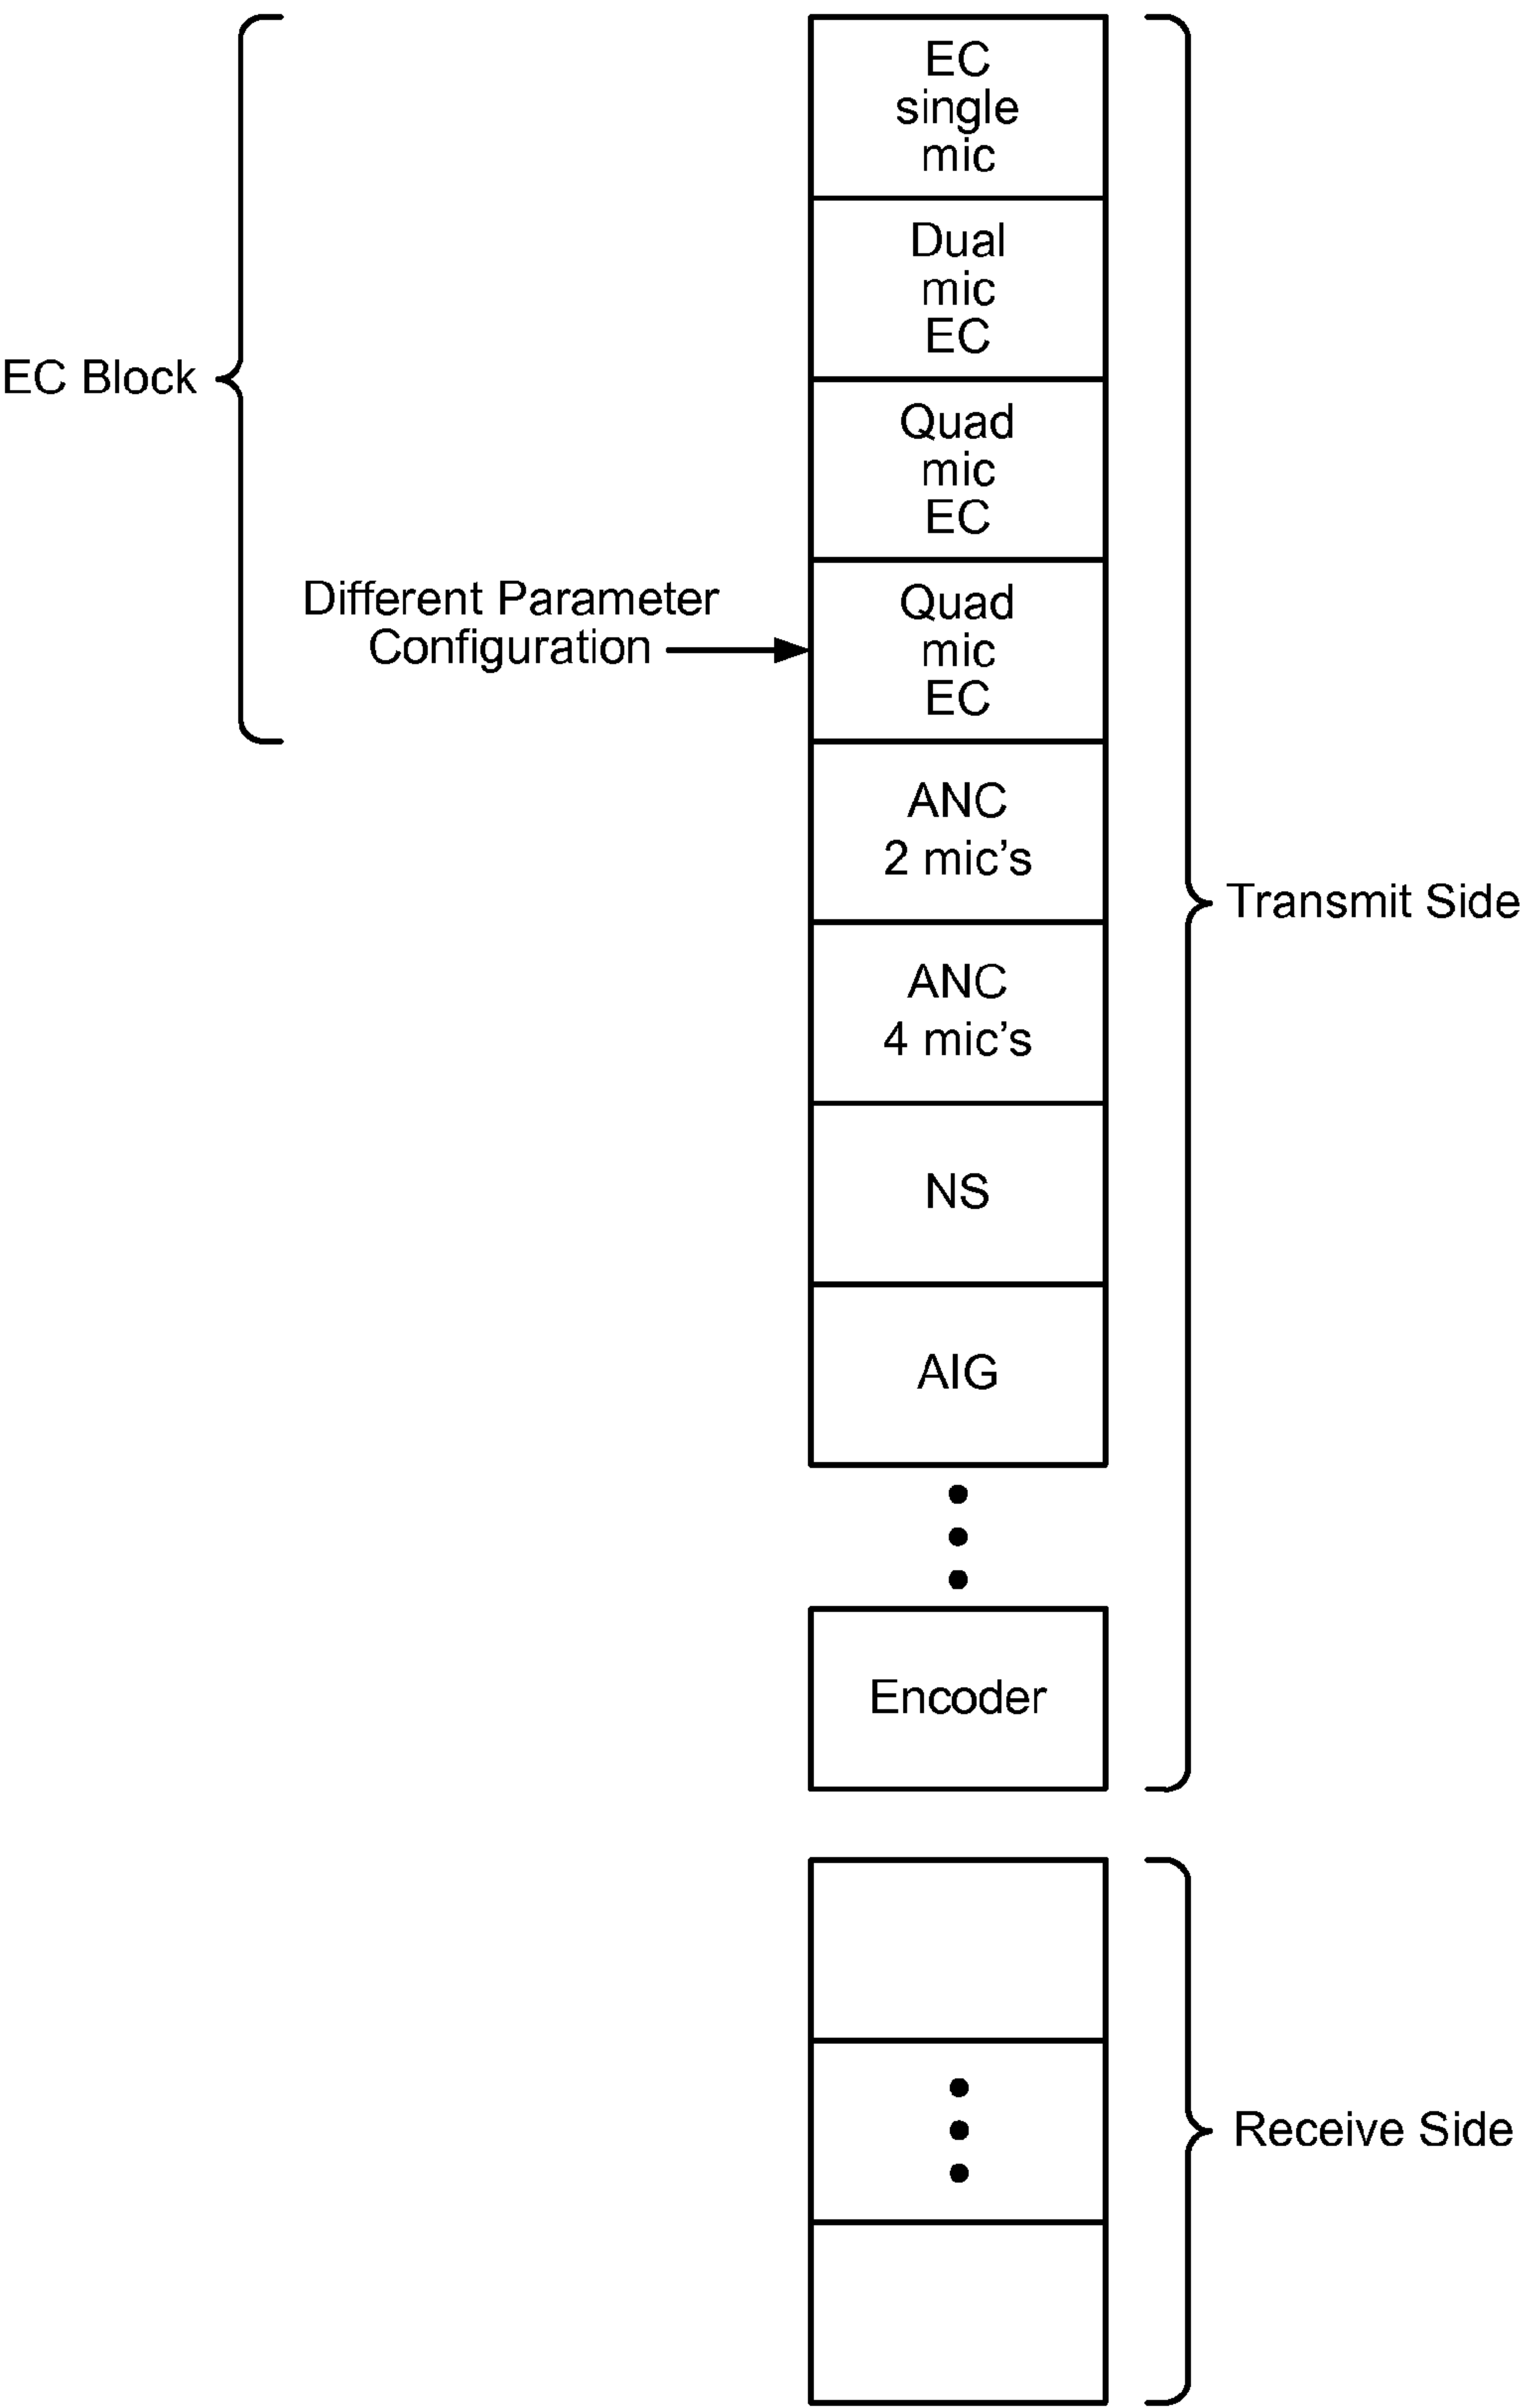 EC
single
mic
Dual
mic
EC
EC Block
Quad
mic
EC
Different Parameter
Configuration
Quad
mic
EC
ANC
2 mic's
Transmit Side
ANC
4 mic's
NS
AIG
Encoder
Receive Side